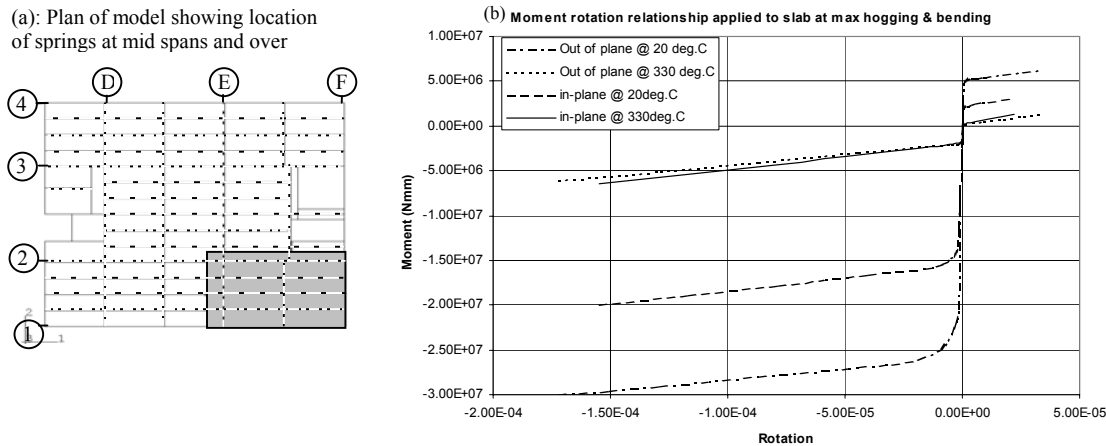 (a): Plan of model showing location
of springs at mid spans and over
D
E
F
4
3
2
1
2
1
(b) Moment rotation relationship applied to slab at max hogging & bending
Out of plane @ 20 deg.C
Out of plane @ 330 deg.C
in-plane @ 20deg.C
in-plane @ 330deg.C
1.00E+07
5.00E+06
0.00E+00
-5.00E+06
-1.00E+07
-1.50E+07
-2.00E+07
-2.50E+07
-3.00E+07
Moment (Nmm)
-2.00E-04
-1.50E-04
-1.00E-04
-5.00E-05
0.00E+00
5.00E-05
Rotation